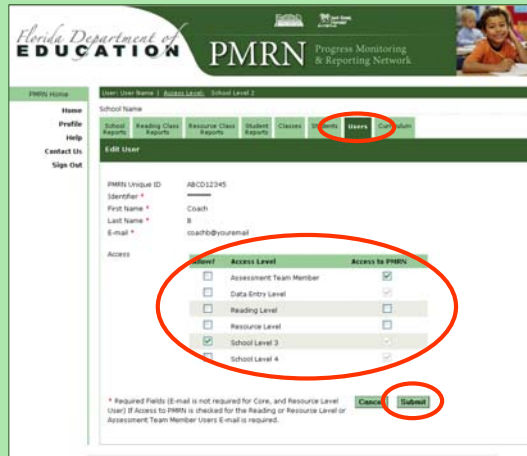 Florida Department of
EDUCATION
PMRN Progress Monitoring
& Reporting Network
PMRN Home
User: User Name | Access Level: School Level 2
Home
Profile
Help
Contact Us
Sign Out
School Name
School Reports Reading Class Reports Resource Class Reports Student Reports Classes Students Users Curriculum
Edit User
PMRN Unique ID ABCD12345
Identifier * ********
First Name * Coach
Last Name * B
E-mail * coachb@youremail
Access
Allow? Access Level Access to PMRN
Assessment Team Member
Data Entry Level
Reading Level
Resource Level
School Level 3
School Level 4
* Required Fields (E-mail is not required for Core, and Resource Level
User) If Access to PMRN is checked for the Reading or Resource Level or
Assessment Team Member Users E-mail is required.
Cancel Submit